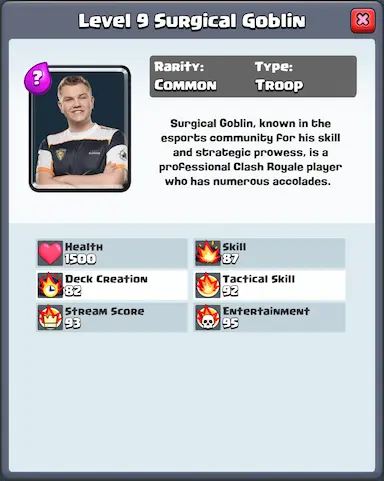 Level 9 Surgical Goblin
?
Rarity: Type:
Common Troop
Surgical Goblin, known in the
esports community for his skill
and strategic prowess, is a
professional Clash Royale player
who has numerous accolades.
Health Skill
1500 87
Deck Creation Tactical Skill
82 92
Stream Score Entertainment
93 95